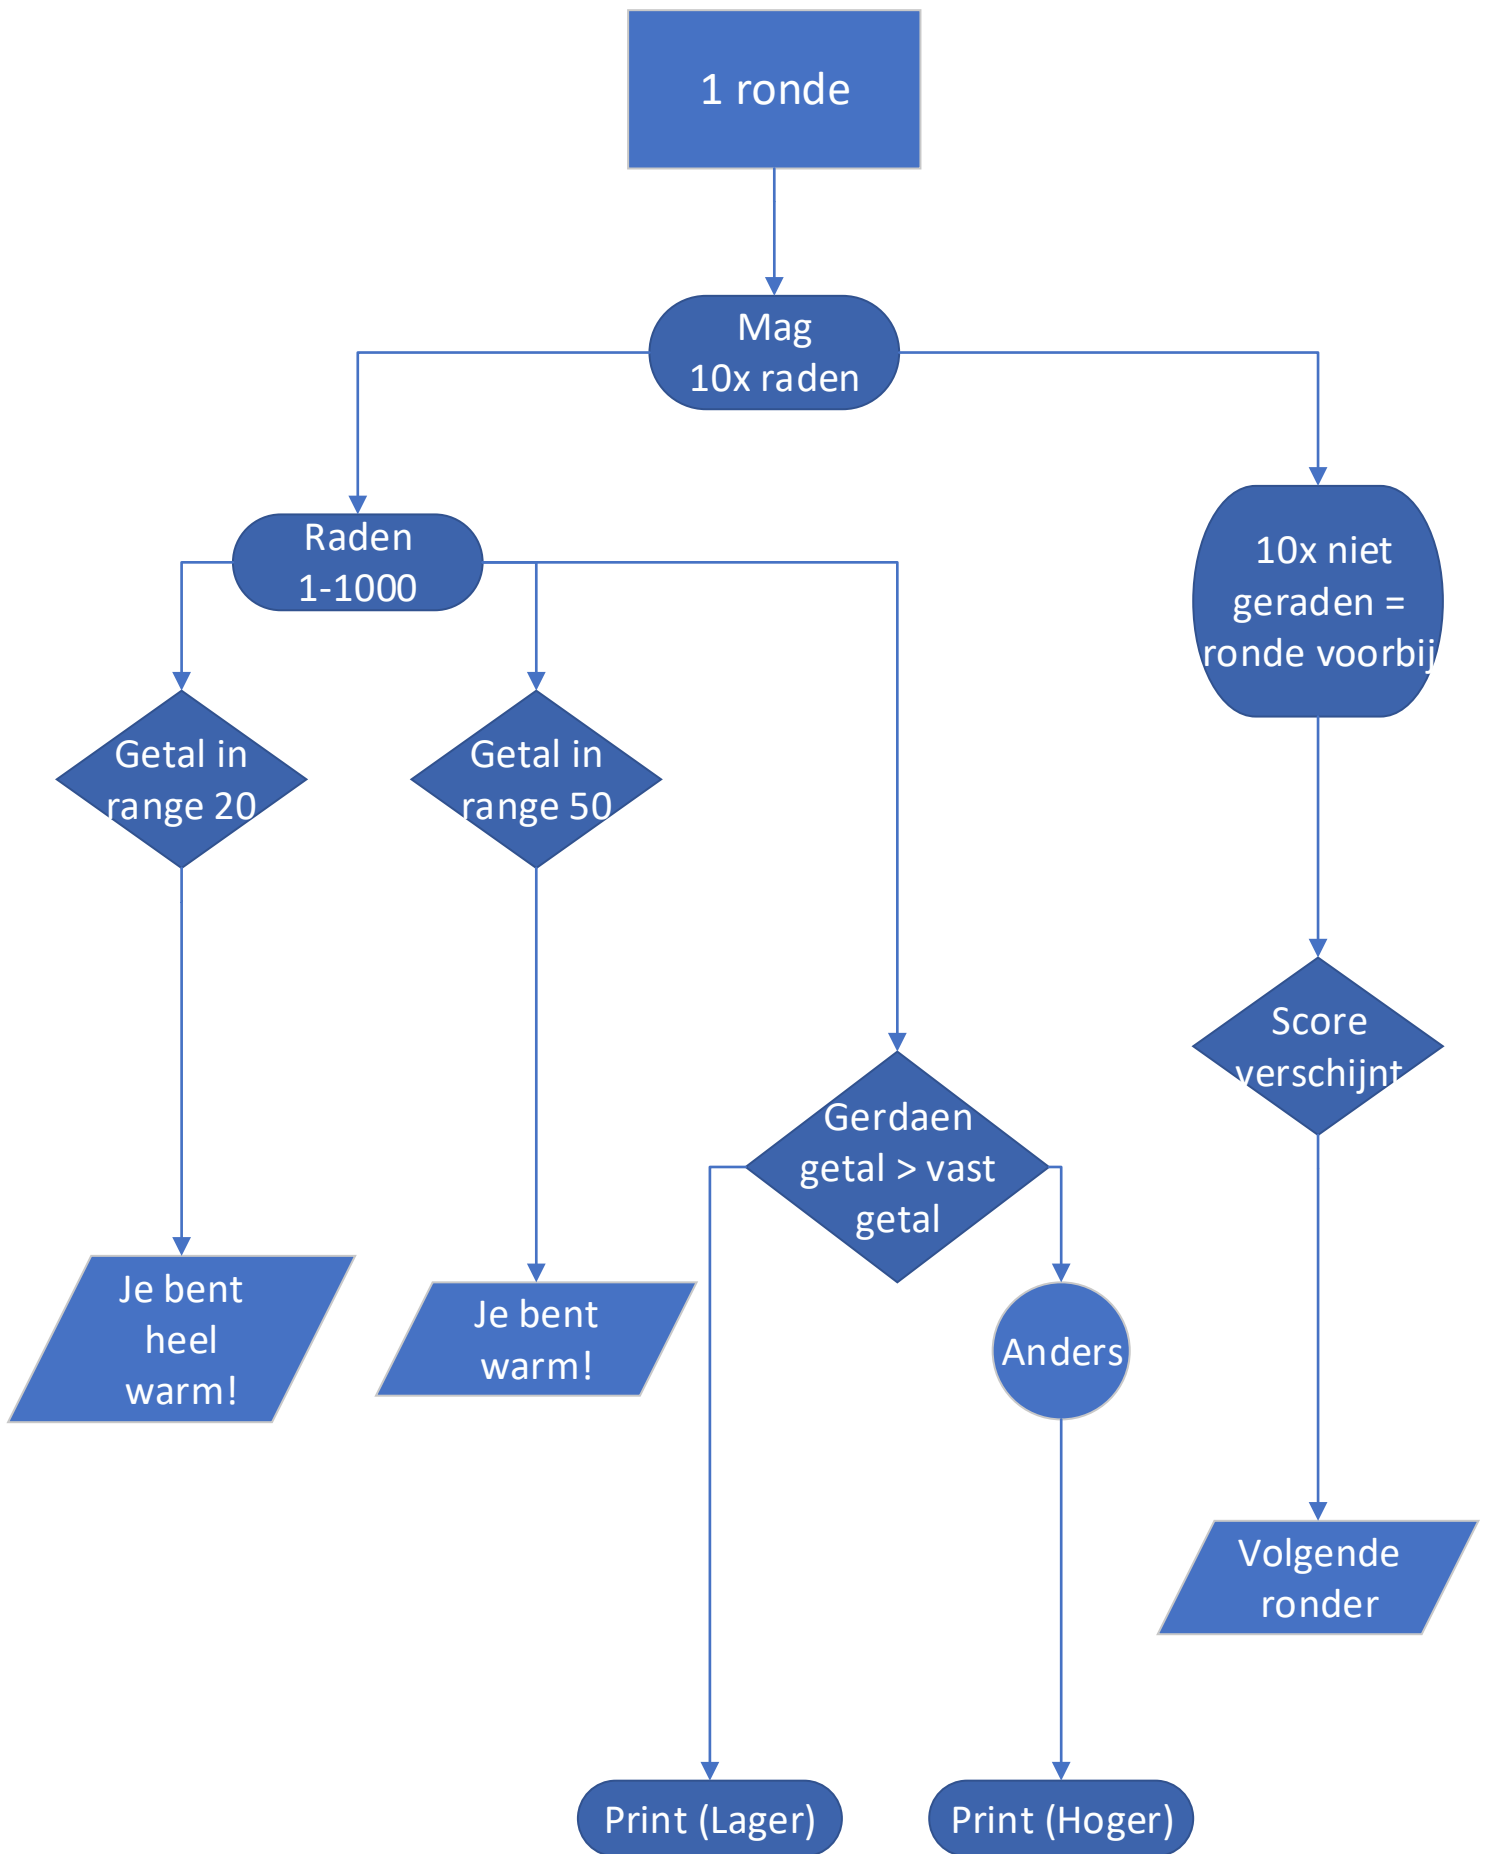 1 ronde
Mag
10x raden
Raden
1-1000
10x niet
geraden =
ronde voorbij
Getal in
range 20
Getal in
range 50
Score
verschijnt
Gerdaen
getal > vast
getal
Je bent
heel
warm!
Je bent
warm!
Anders
Volgende
ronder
Print (Lager)
Print (Hoger)